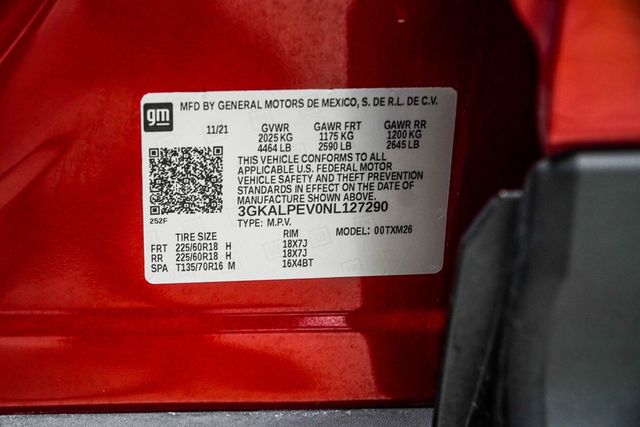 gm
MFD BY GENERAL MOTORS DE MEXICO, S. DE R.L. DE C.V.
11/21 GVWR GAWR FRT GAWR RR
2025 KG 1175 KG 1200 KG
4464 LB 2590 LB 2645 LB
THIS VEHICLE CONFORMS TO ALL
APPLICABLE U.S. FEDERAL MOTOR
VEHICLE SAFETY AND THEFT PREVENTION
STANDARDS IN EFFECT ON THE DATE OF
MANUFACTURE SHOWN ABOVE.
3GKALPEV0NL127290
252F
TYPE: M.P.V.
TIRE SIZE RIM MODEL: 00TXM26
FRT 225/60R18 H 18X7J
RR 225/60R18 H 18X7J
SPA T135/70R16 M 16X4BT